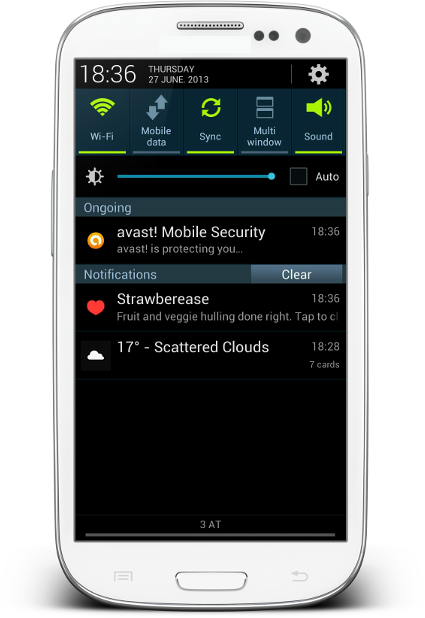 18:36
THURSDAY
27 JUNE. 2013
Wi-Fi
Mobile
data
Sync
Multi
window
Sound
Auto
Ongoing
avast! Mobile Security 18:36
avast! is protecting you...
Notifications Clear
Strawberease 18:36
Fruit and veggie hulling done right. Tap to cl
17° - Scattered Clouds 18:28
7 cards
3 AT